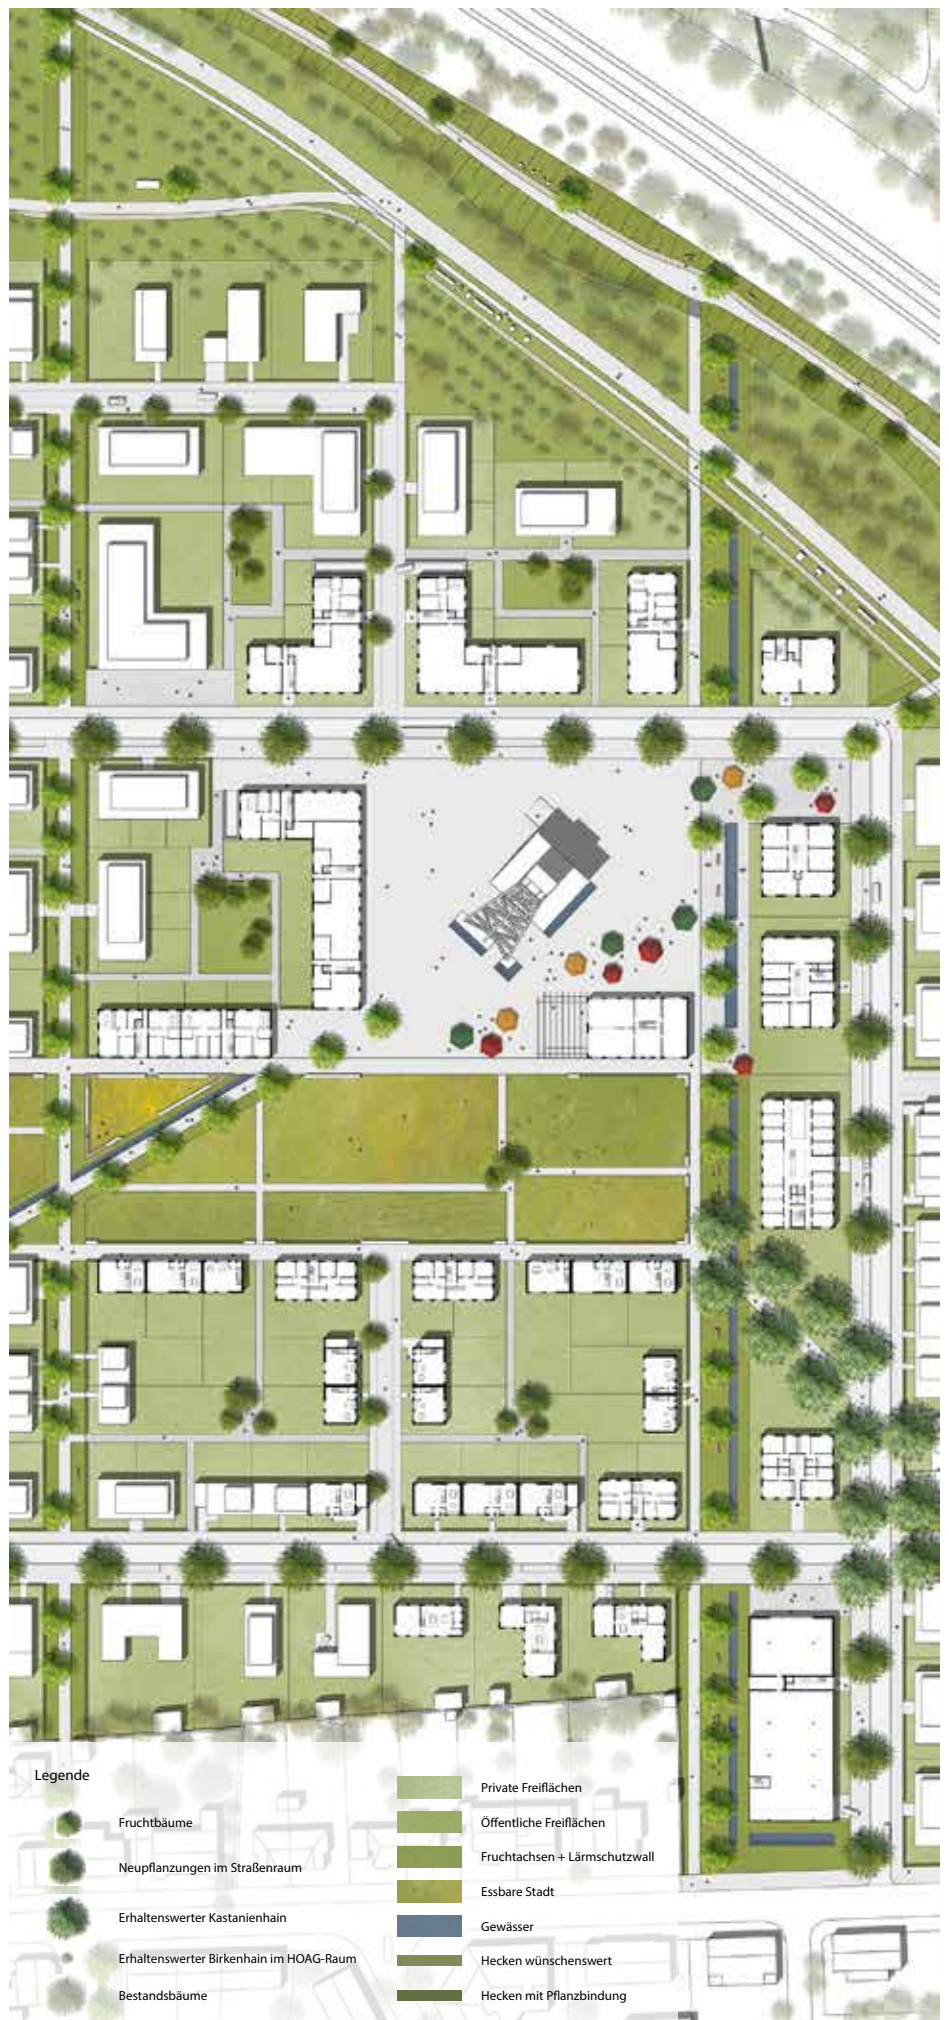 Legende
Fruchtbäume
Neupflanzungen im Straßenraum
Erhaltenswerter Kastanienhain
Erhaltenswerter Birkenhain im HOAG-Raum
Bestandsbäume
Private Freiflächen
Öffentliche Freiflächen
Fruchtachsen + Lärmschutzwall
Essbare Stadt
Gewässer
Hecken wünschenswert
Hecken mit Pflanzbindung